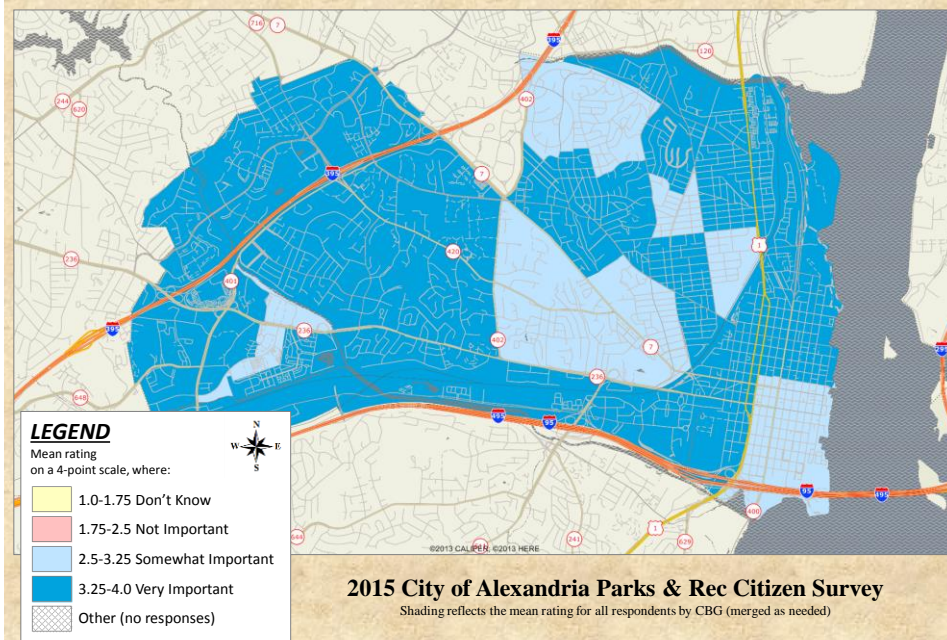 716
7
395
120
244
620
402
7
395
236
420
1
401
395
236
402
7
236
395
648
495
95
95
495
400
1
644
241
629
©2013 CALIPER, ©2013 HERE
LEGEND
N
W E
S
Mean rating
on a 4-point scale, where:
1.0-1.75 Don't Know
1.75-2.5 Not Important
2.5-3.25 Somewhat Important
3.25-4.0 Very Important
Other (no responses)
2015 City of Alexandria Parks & Rec Citizen Survey
Shading reflects the mean rating for all respondents by CBG (merged as needed)